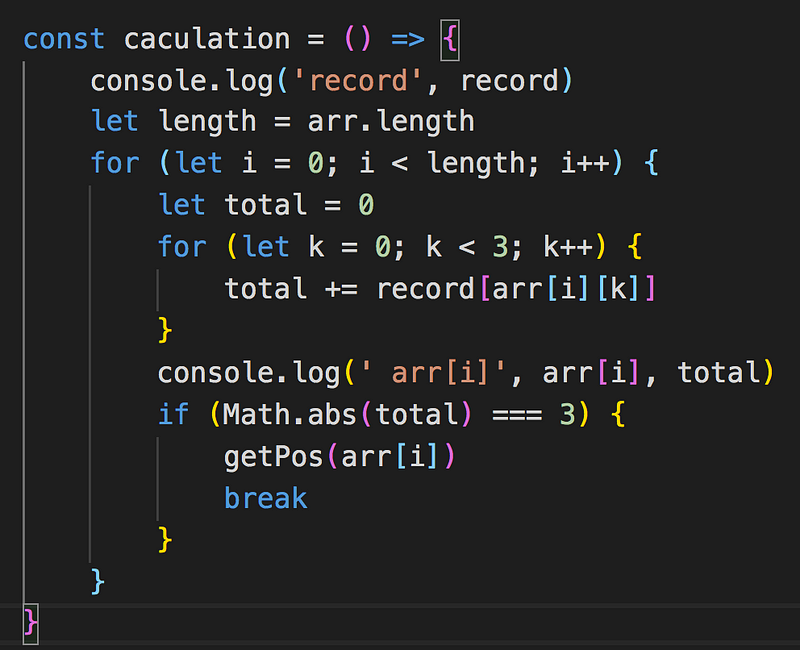 const caculation = () => {
console.log('record', record)
let length = arr.length
for (let i = 0; i < length; i++) {
let total = 0
for (let k = 0; k < 3; k++) {
total += record[arr[i][k]]
}
console.log(' arr[i]', arr[i], total)
if (Math.abs(total) === 3) {
getPos(arr[i])
break
}
}
}